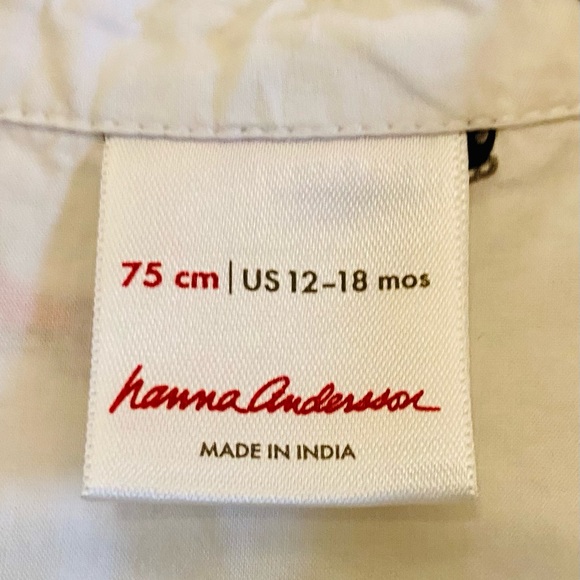 75 cm | US 12-18 mos
hanna Andersson
MADE IN INDIA